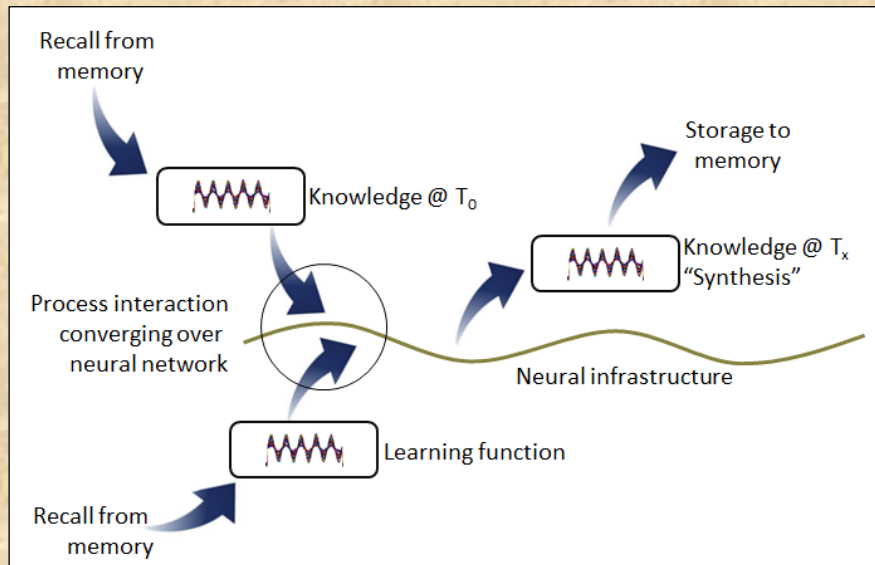 Recall from
memory
Storage to
memory
Knowledge @ T₀
Knowledge @ Tₓ
“Synthesis”
Process interaction
converging over
neural network
Neural infrastructure
Learning function
Recall from
memory